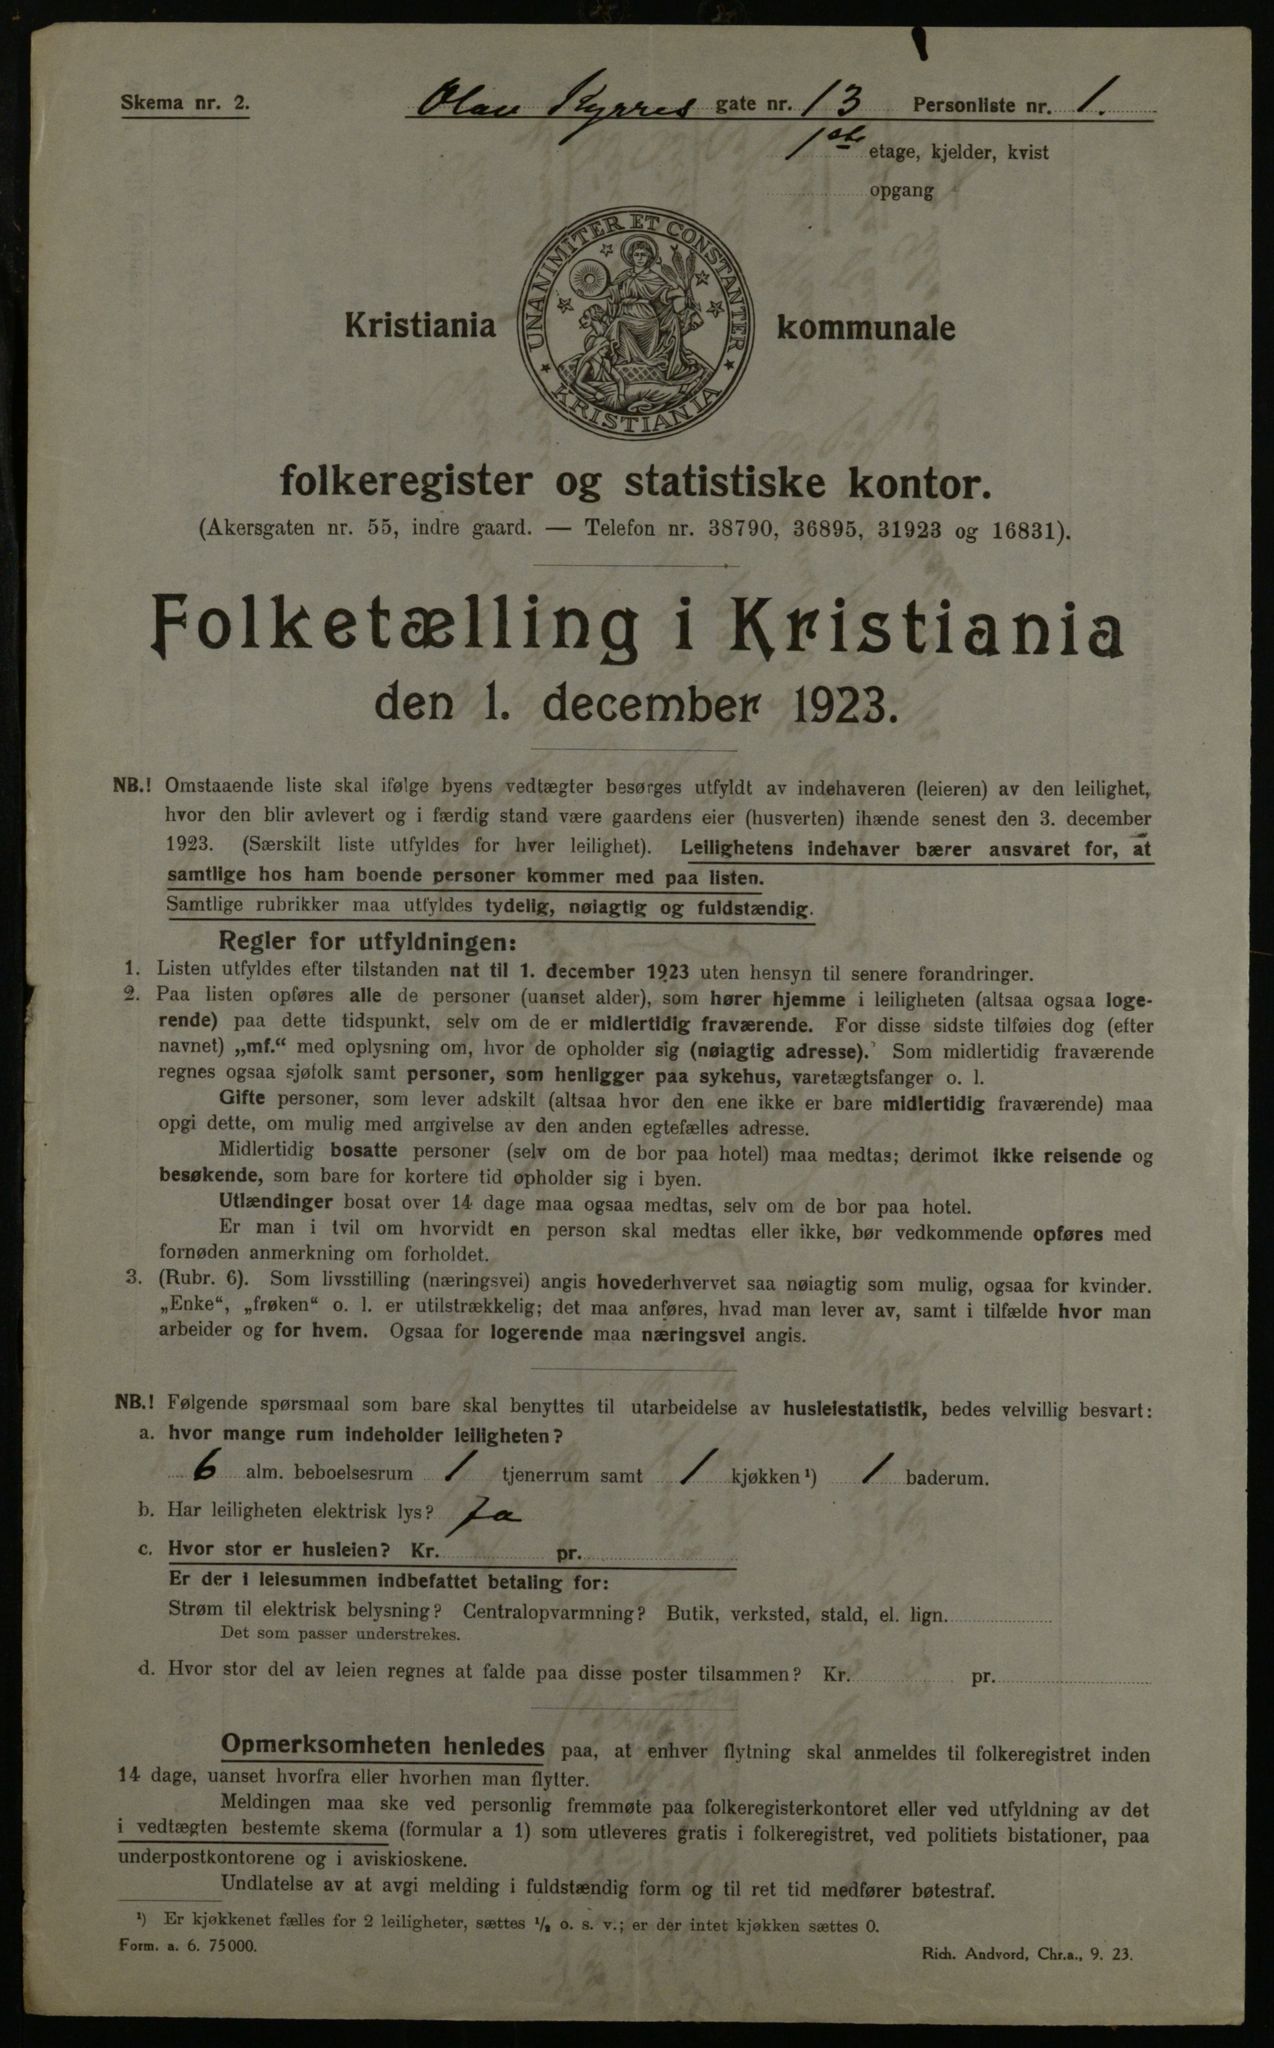 Skema nr. 2.
Olav Kyrres gate nr. 13 Personliste nr. 1.
1ste etage, kjelder, kvist
opgang
UNANIMITER ET CONSTANTER
KRISTIANIA
Kristiania kommunale
folkeregister og statistiske kontor.
(Akersgaten nr. 55, indre gaard. — Telefon nr. 38790, 36895, 31923 og 16831).
Folketælling i Kristiania
den 1. december 1923.
NB.! Omstaaende liste skal ifølge byens vedtægter besørges utfyldt av indehaveren (leieren) av den leilighet,
hvor den blir avlevert og i færdig stand være gaardens eier (husverten) ihænde senest den 3. december
1923. (Særskilt liste utfyldes for hver leilighet). Leilighetens indehaver bærer ansvaret for, at
samtlige hos ham boende personer kommer med paa listen.
Samtlige rubrikker maa utfyldes tydelig, nøiagtig og fuldstændig.
Regler for utfyldningen:
1. Listen utfyldes efter tilstanden nat til 1. december 1923 uten hensyn til senere forandringer.
2. Paa listen opføres alle de personer (uanset alder), som hører hjemme i leiligheten (altsaa ogsaa loge-
rende) paa dette tidspunkt, selv om de er midlertidig fraværende. For disse sidste tilføies dog (efter
navnet) „mf.“ med oplysning om, hvor de opholder sig (nøiagtig adresse). Som midlertidig fraværende
regnes ogsaa sjøfolk samt personer, som henligger paa sykehus, varetægtsfanger o. l.
Gifte personer, som lever adskilt (altsaa hvor den ene ikke er bare midlertidig fraværende) maa
opgi dette, om mulig med angivelse av den anden egtefælles adresse.
Midlertidig bosatte personer (selv om de bor paa hotel) maa medtas; derimot ikke reisende og
besøkende, som bare for kortere tid opholder sig i byen.
Utlændinger bosat over 14 dage maa ogsaa medtas, selv om de bor paa hotel.
Er man i tvil om hvorvidt en person skal medtas eller ikke, bør vedkommende opføres med
fornøden anmerkning om forholdet.
3. (Rubr. 6). Som livsstilling (næringsvei) angis hovederhvervet saa nøiagtig som mulig, ogsaa for kvinder.
„Enke“, „frøken“ o. l. er utilstrækkelig; det maa anføres, hvad man lever av, samt i tilfælde hvor man
arbeider og for hvem. Ogsaa for logerende maa næringsvei angis.
NB.! Følgende spørsmaal som bare skal benyttes til utarbeidelse av husleiestatistik, bedes velvillig besvart:
a. hvor mange rum indeholder leiligheten?
6 alm. beboelsesrum 1 tjenerrum samt 1 kjøkken¹) 1 baderum.
b. Har leiligheten elektrisk lys? Ja
c. Hvor stor er husleien? Kr. pr.
Er der i leiesummen indbefattet betaling for:
Strøm til elektrisk belysning? Centralopvarmning? Butik, verksted, stald, el. lign.
Det som passer understrekes.
d. Hvor stor del av leien regnes at falde paa disse poster tilsammen? Kr. pr.
Opmerksomheten henledes paa, at enhver flytning skal anmeldes til folkeregistret inden
14 dage, uanset hvorfra eller hvorhen man flytter.
Meldingen maa ske ved personlig fremmøte paa folkeregisterkontoret eller ved utfyldning av det
i vedtægten bestemte skema (formular a 1) som utleveres gratis i folkeregistret, ved politiets bistationer, paa
underpostkontorene og i aviskioskene.
Undlatelse av at avgi melding i fuldstændig form og til ret tid medfører bøtestraf.
¹) Er kjøkkenet fælles for 2 leiligheter, sættes ½ o. s. v.; er der intet kjøkken sættes 0.
Form. a. 6. 75000. Rich. Andvord, Chr.a., 9. 23.